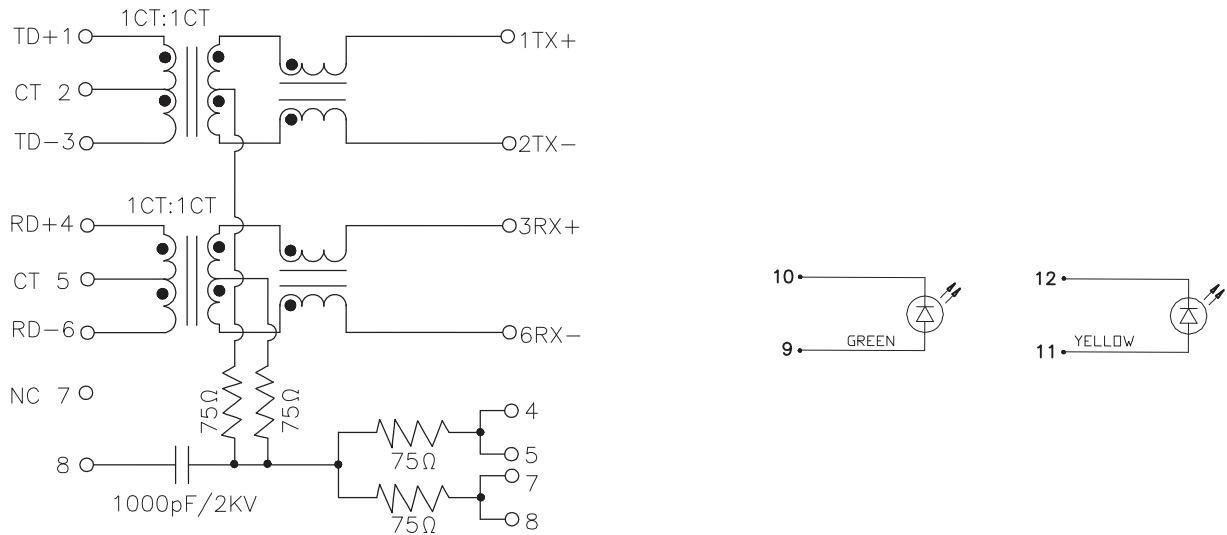 1CT:1CT
TD+1
1TX+
CT 2
TD-3
2TX-
1CT:1CT
RD+4
3RX+
CT 5
RD-6
6RX-
NC 7
75Ω
75Ω
4
75Ω
5
8
7
1000pF/2KV
75Ω
8
10
9
GREEN
12
11
YELLOW